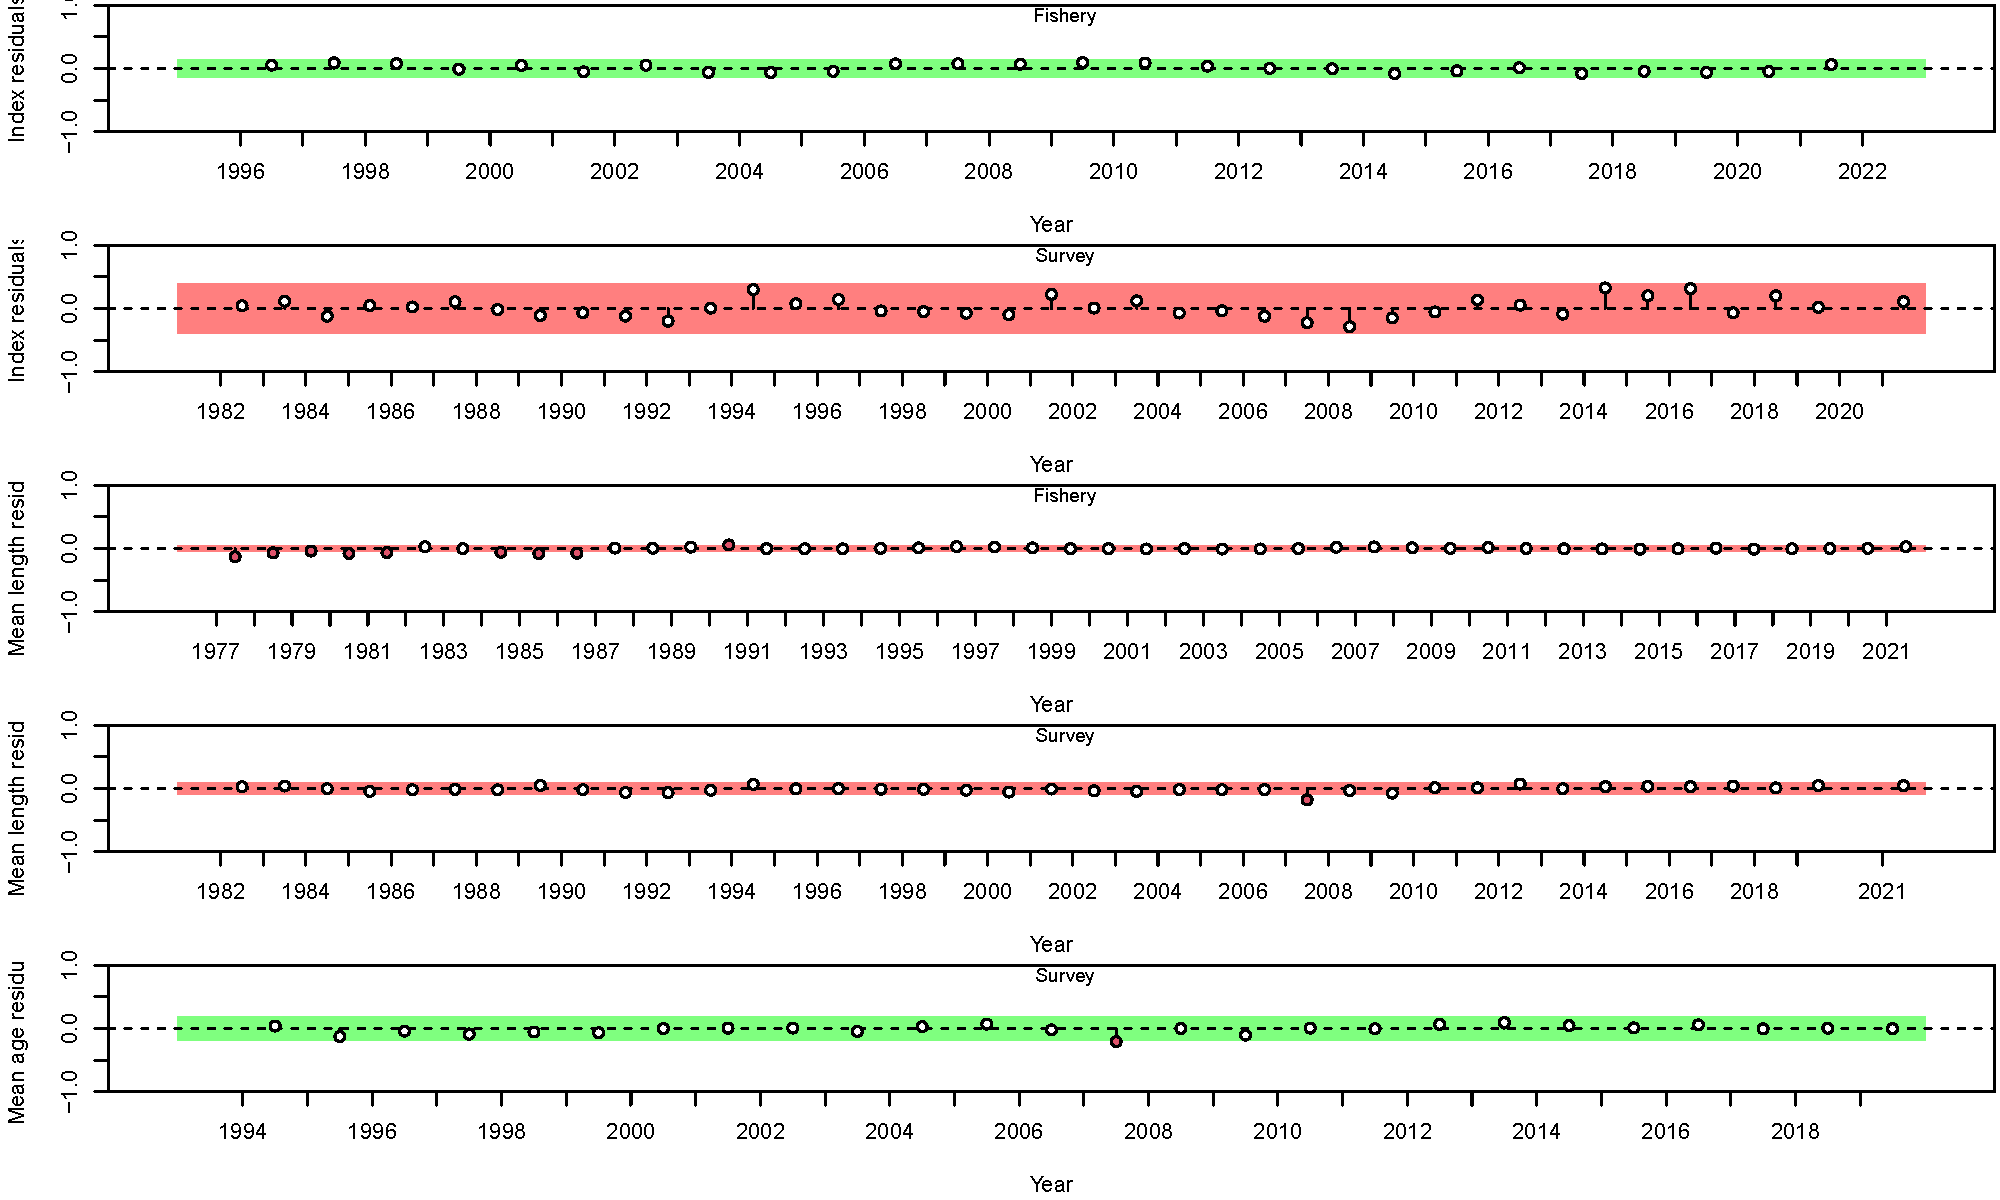 Fishery
Index residuals
1.0
0.0
−1.0
1996 1998 2000 2002 2004 2006 2008 2010 2012 2014 2016 2018 2020 2022
Year
Survey
Index residuals
1.0
0.0
−1.0
1982 1984 1986 1988 1990 1992 1994 1996 1998 2000 2002 2004 2006 2008 2010 2012 2014 2016 2018 2020
Year
Fishery
Mean length resid
1.0
0.0
−1.0
1977 1979 1981 1983 1985 1987 1989 1991 1993 1995 1997 1999 2001 2003 2005 2007 2009 2011 2013 2015 2017 2019 2021
Year
Survey
Mean length resid
1.0
0.0
−1.0
1982 1984 1986 1988 1990 1992 1994 1996 1998 2000 2002 2004 2006 2008 2010 2012 2014 2016 2018 2021
Year
Survey
Mean age residu
1.0
0.0
−1.0
1994 1996 1998 2000 2002 2004 2006 2008 2010 2012 2014 2016 2018
Year